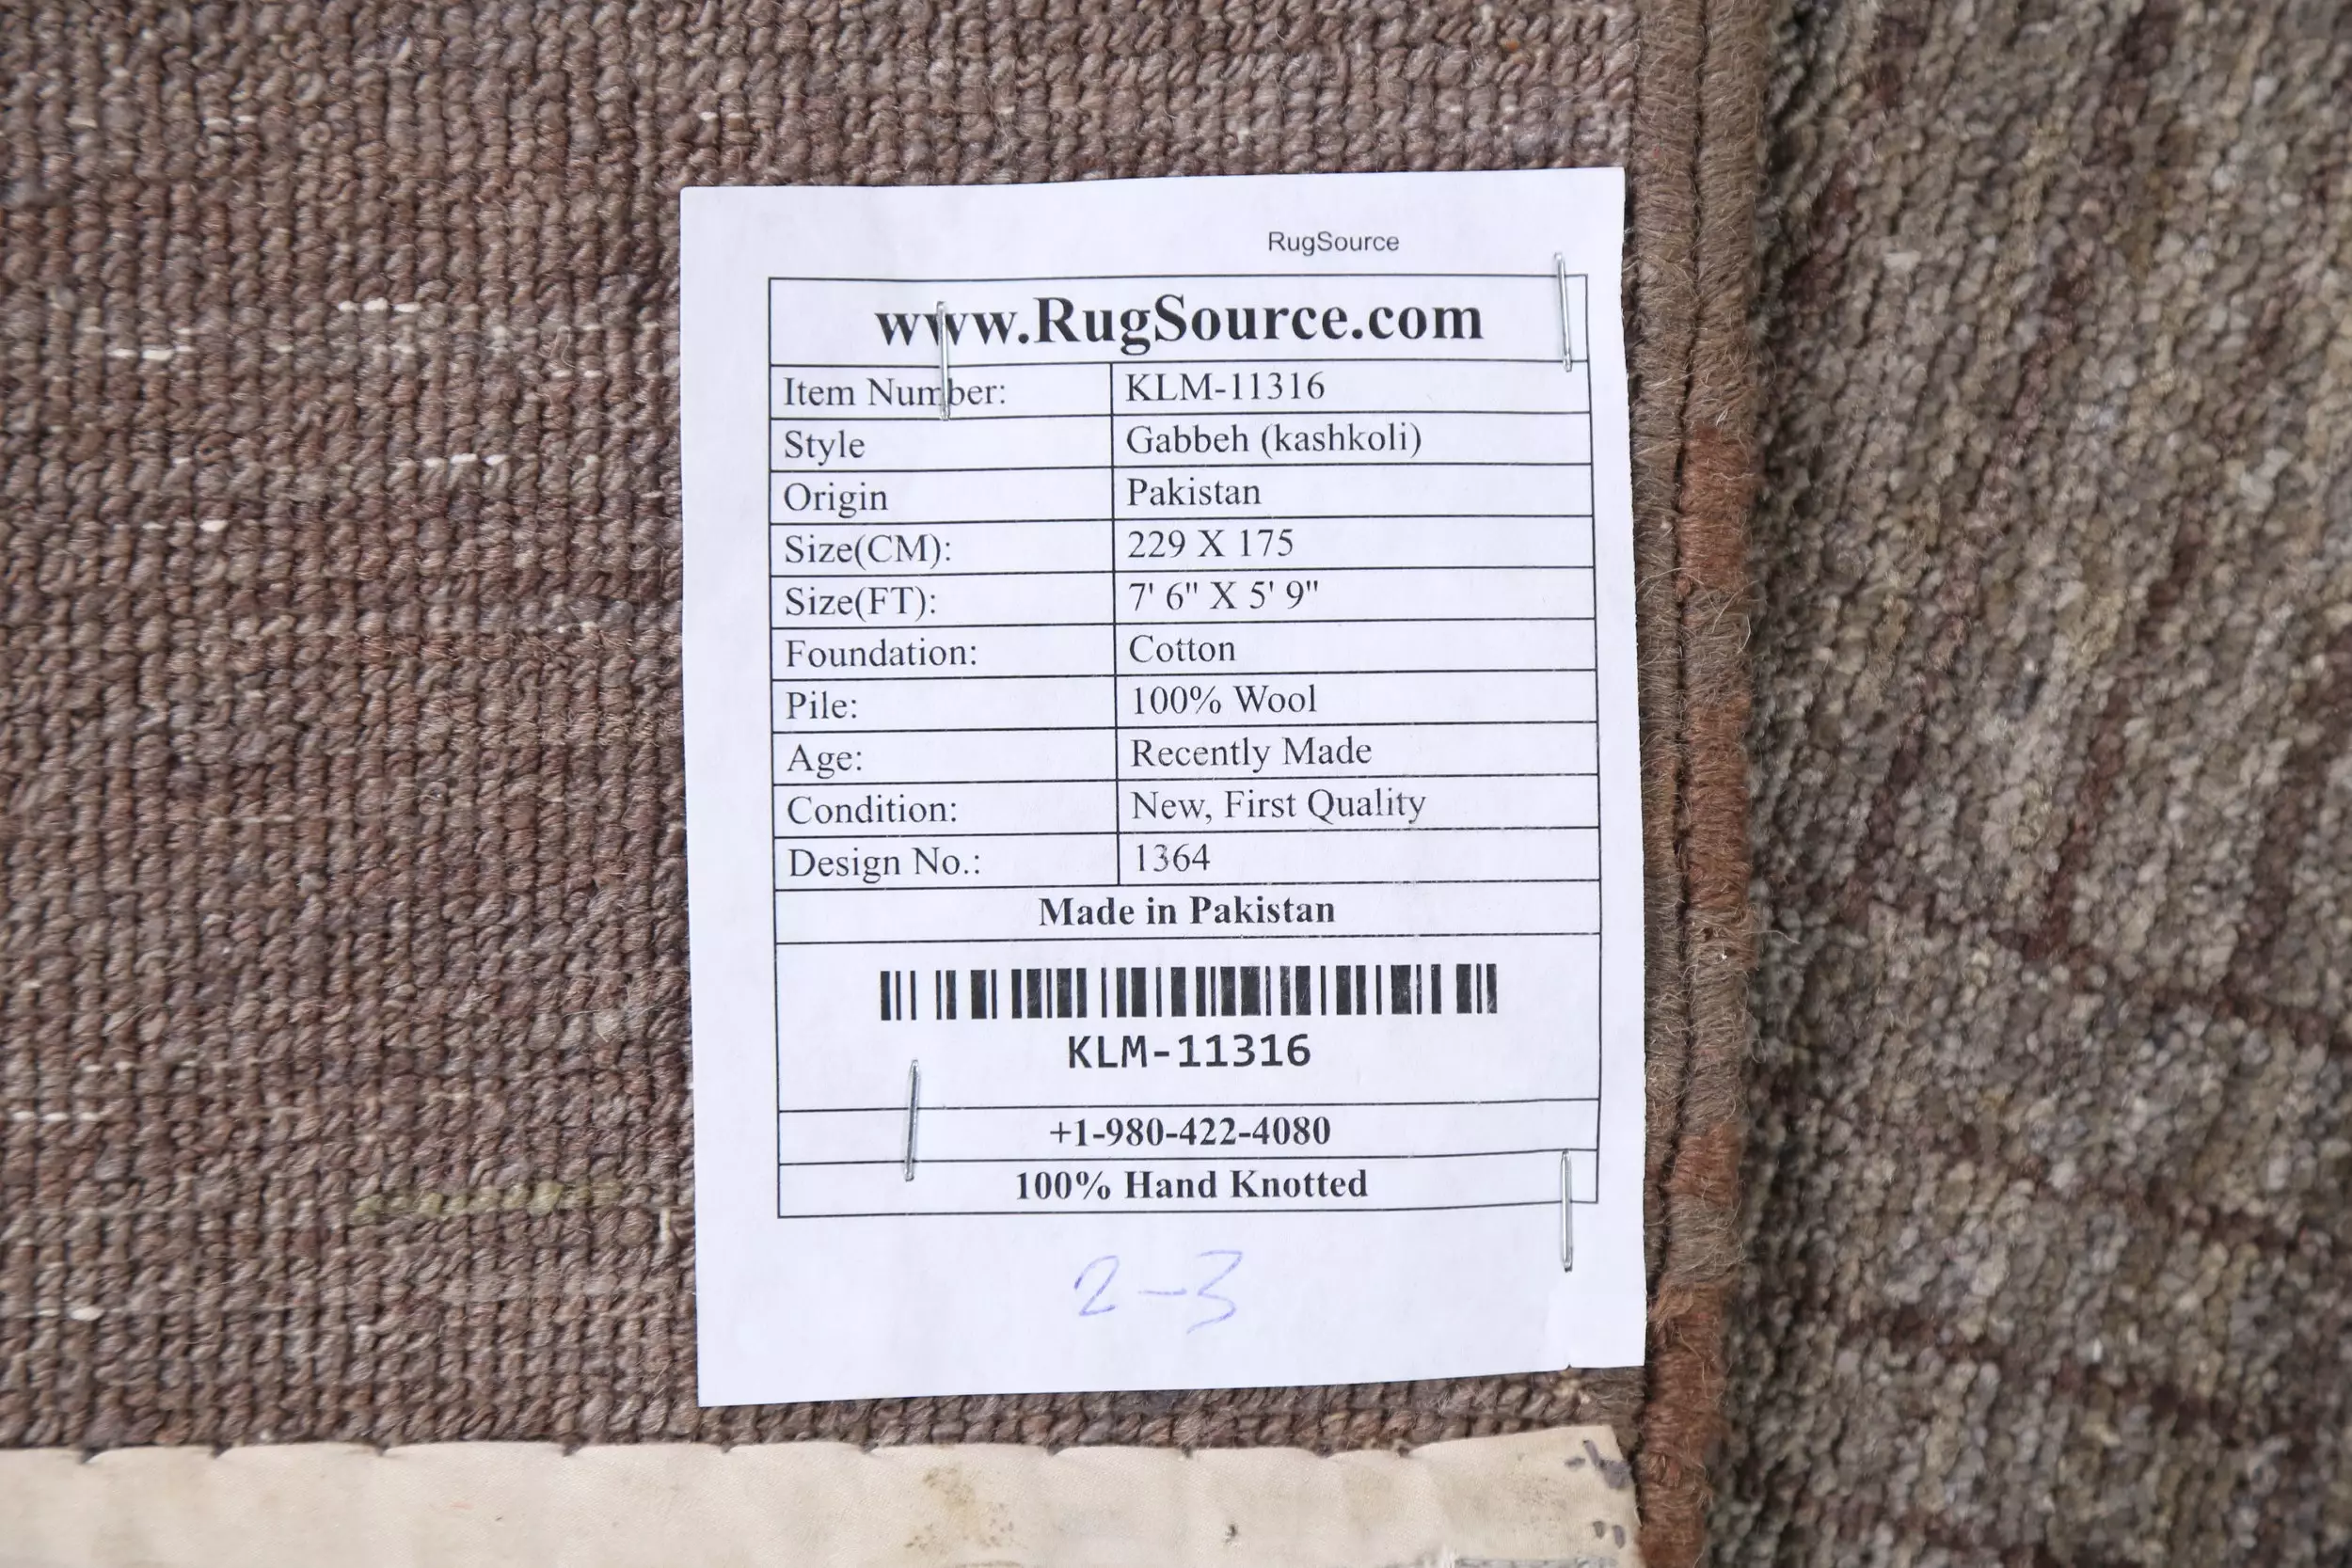 RugSource
www.RugSource.com
Item Number: KLM-11316
Style Gabbeh (kashkoli)
Origin Pakistan
Size(CM): 229 X 175
Size(FT): 7' 6" X 5' 9"
Foundation: Cotton
Pile: 100% Wool
Age: Recently Made
Condition: New, First Quality
Design No.: 1364
Made in Pakistan
KLM-11316
+1-980-422-4080
100% Hand Knotted
2-3